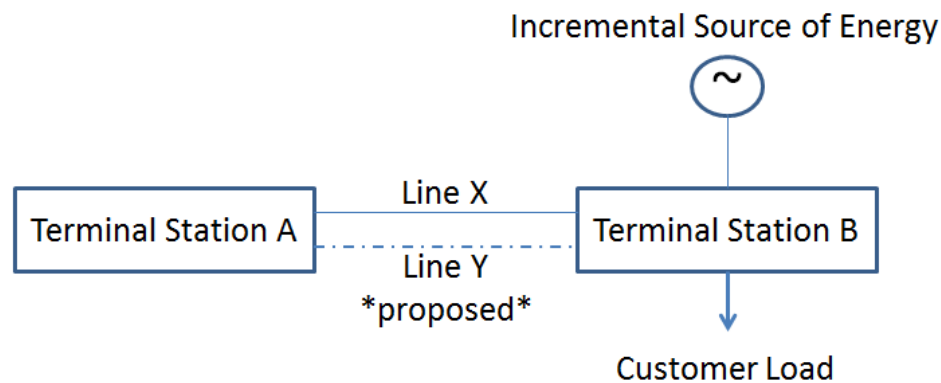 Incremental Source of Energy
~
Line X
Terminal Station A
Terminal Station B
Line Y
*proposed*
Customer Load